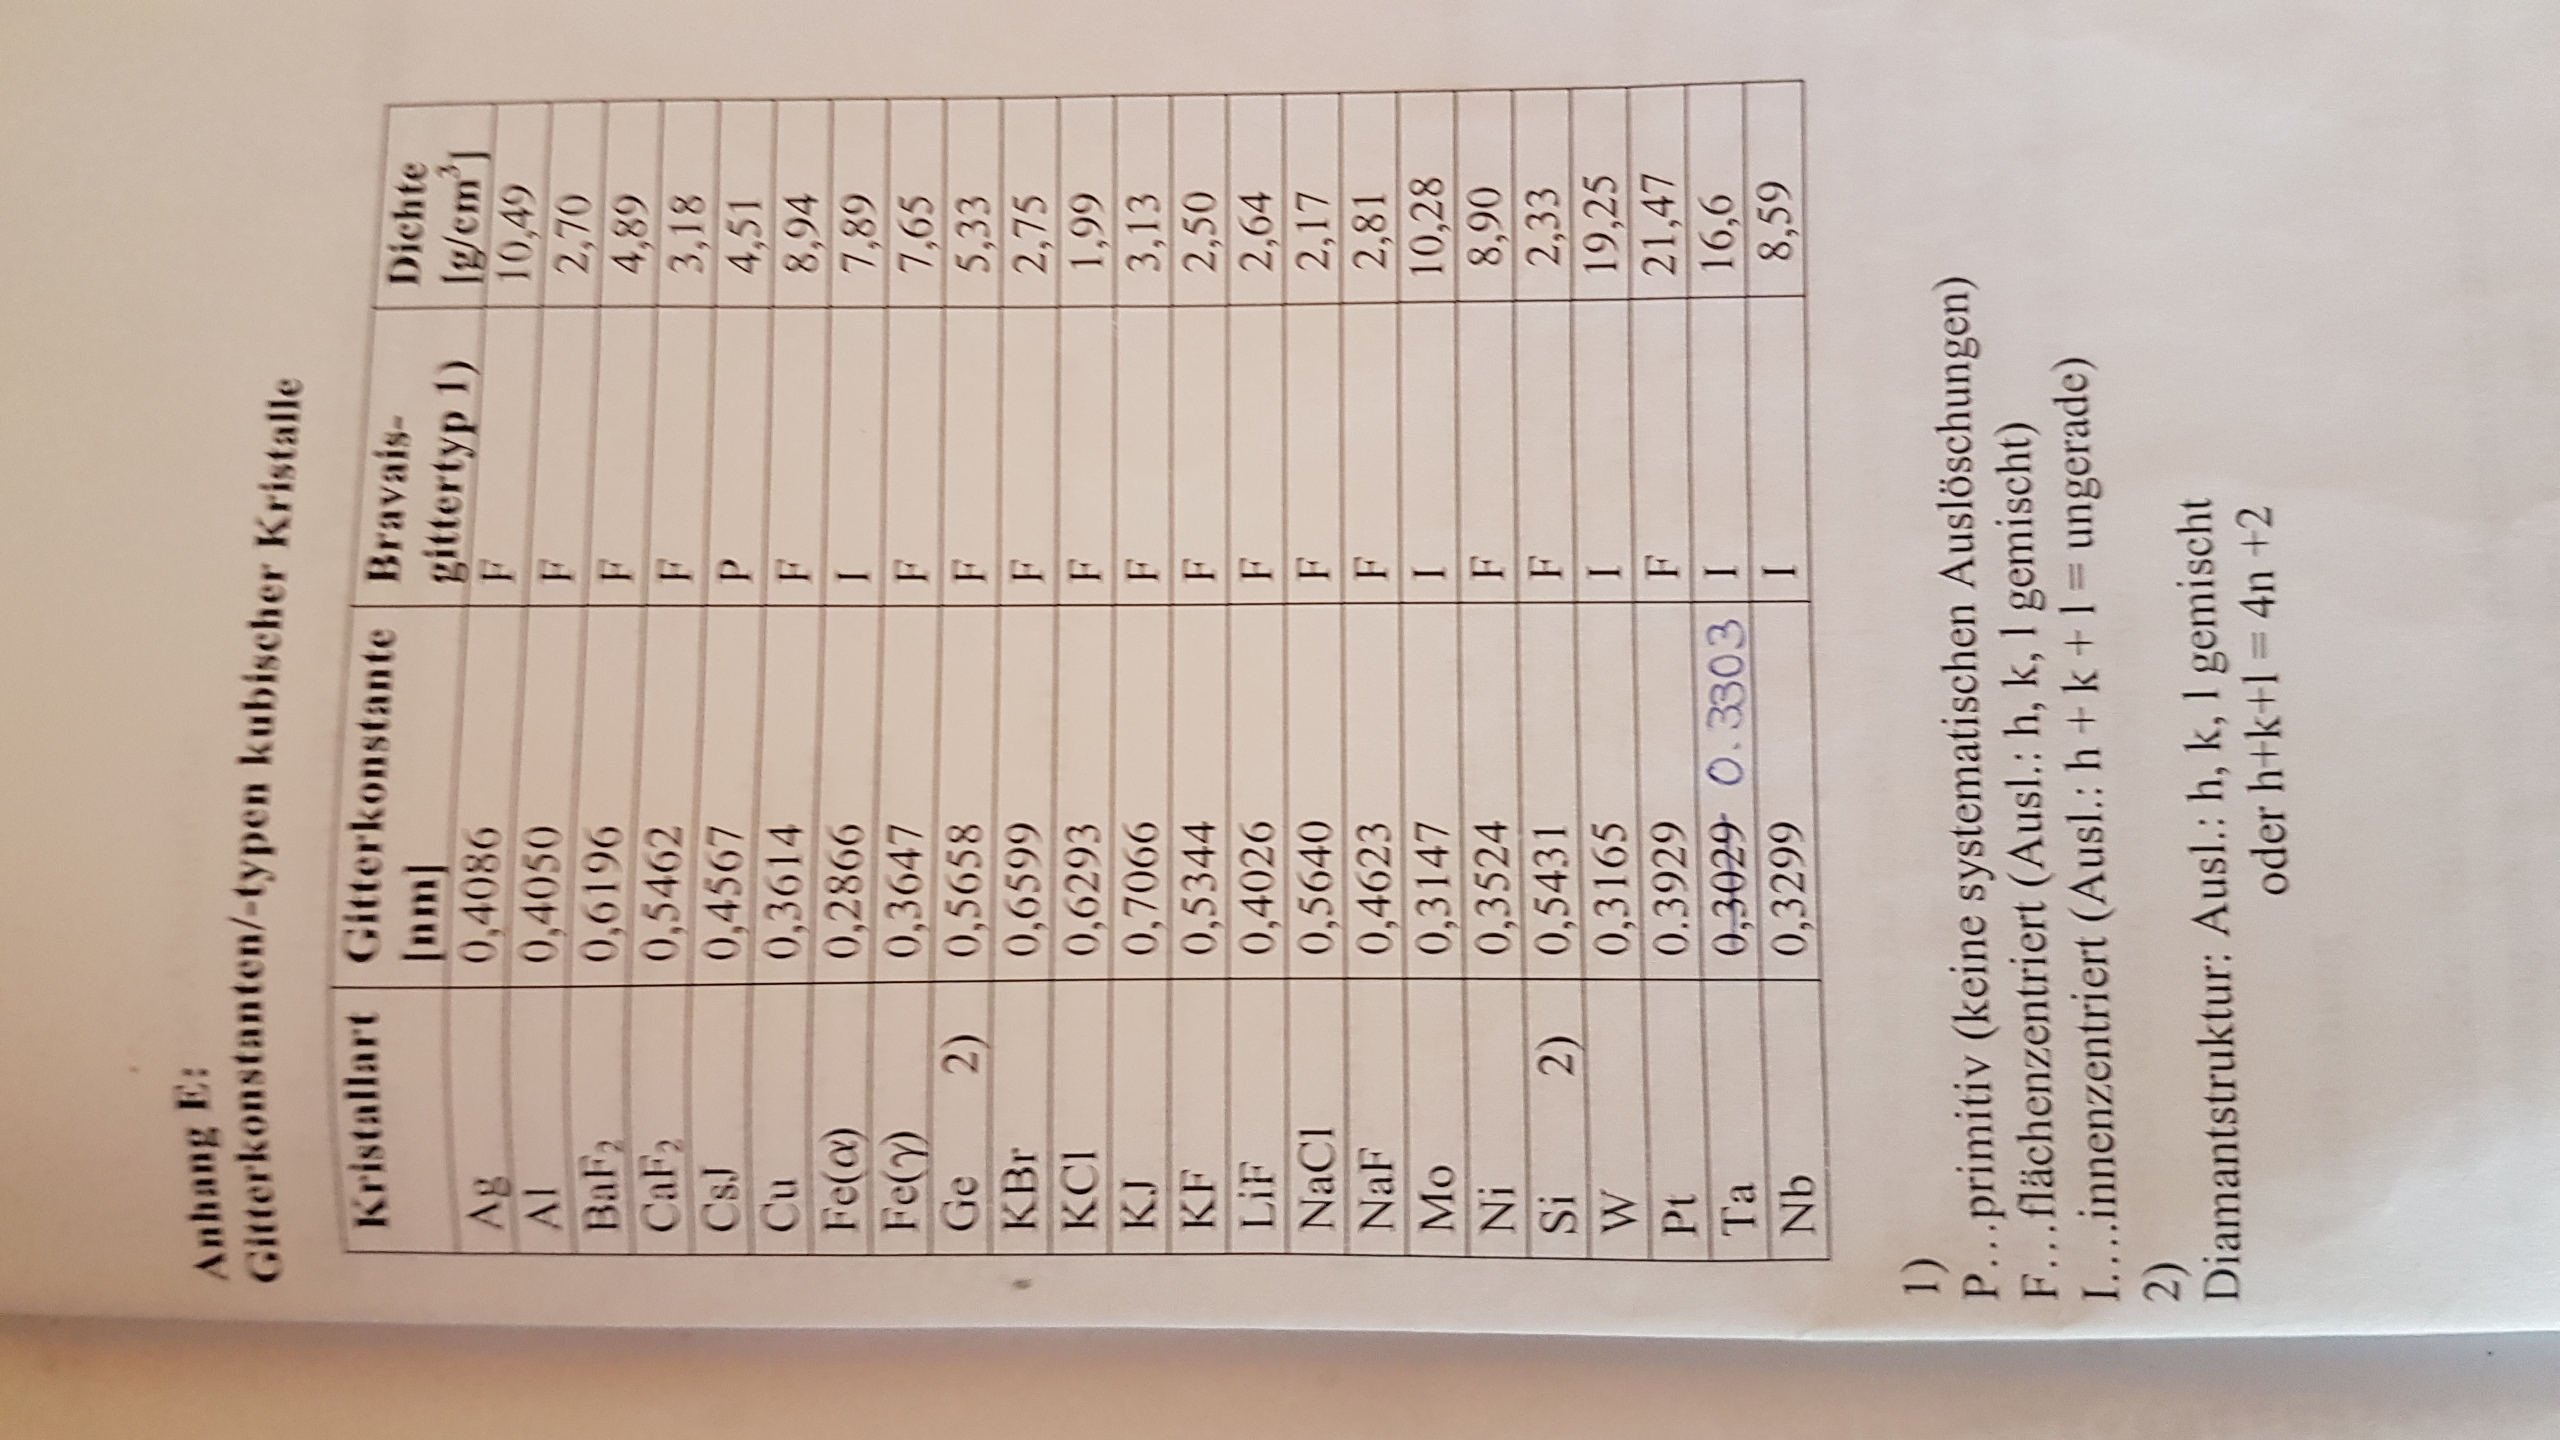 Anhang E:
Gitterkonstanten/-typen kubischer Kristalle
Kristallart Gitterkonstante [nm] Bravais-gittertyp 1) Dichte [g/cm³]
Ag 0,4086 F 10,49
Al 0,4050 F 2,70
BaF₂ 0,6196 F 4,89
CaF₂ 0,5462 F 3,18
CsJ 0,4567 P 4,51
Cu 0,3614 F 8,94
Fe(α) 0,2866 I 7,89
Fe(γ) 0,3647 F 7,65
Ge 2) 0,5658 F 5,33
KBr 0,6599 F 2,75
KCl 0,6293 F 1,99
KJ 0,7066 F 3,13
KF 0,5344 F 2,50
LiF 0,4026 F 2,64
NaCl 0,5640 F 2,17
NaF 0,4623 F 2,81
Mo 0,3147 I 10,28
Ni 0,3524 F 8,90
Si 2) 0,5431 F 2,33
W 0,3165 I 19,25
Pt 0.3929 F 21,47
Ta 0,3029 0.3303 I 16,6
Nb 0,3299 I 8,59
1)
P...primitiv (keine systematischen Auslöschungen)
F...flächenzentriert (Ausl.: h, k, l gemischt)
I....innenzentriert (Ausl.: h + k + l = ungerade)
2)
Diamantstruktur: Ausl.: h, k, l gemischt
oder h+k+l = 4n +2